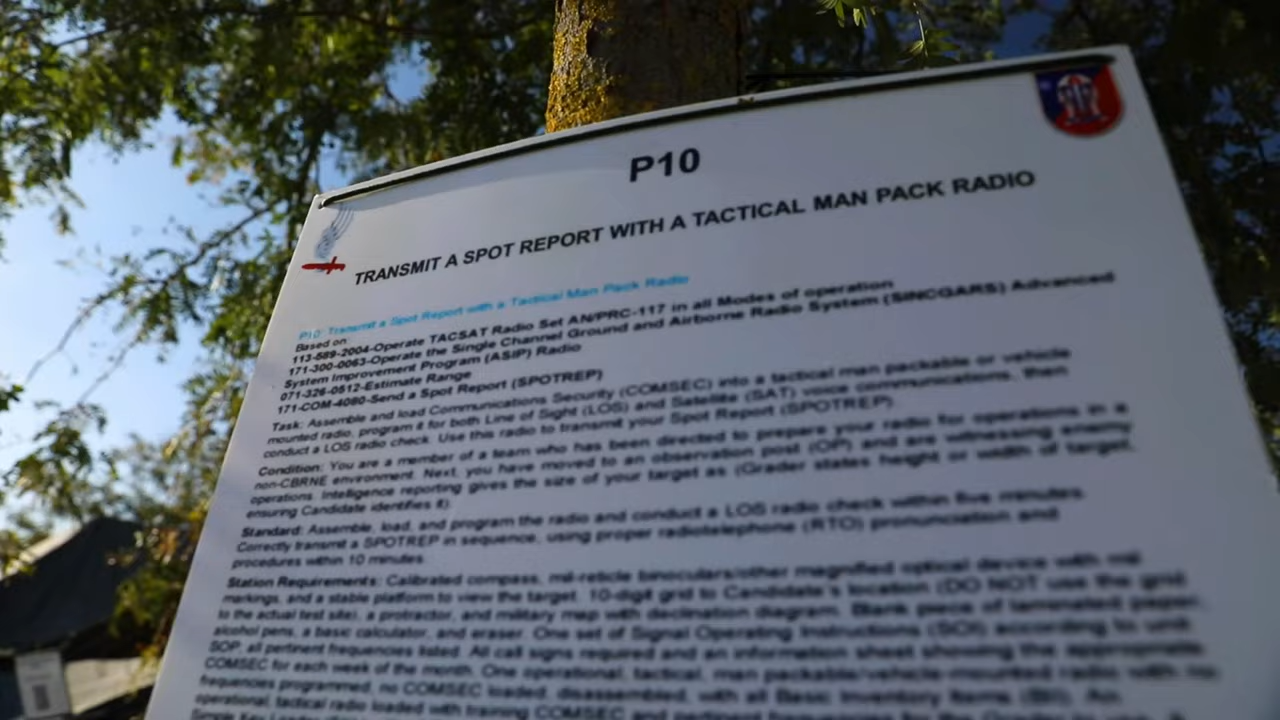 P10
TRANSMIT A SPOT REPORT WITH A TACTICAL MAN PACK RADIO
P10: Transmit a Spot Report with a Tactical Man Pack Radio
Based on
113-589-2004-Operate TACSAT Radio Set AN/PRC-117 in all Modes of operation
171-300-0063-Operate the Single Channel Ground and Airborne Radio System (SINCGARS) Advanced
System Improvement Program (ASIP) Radio
071-326-0512-Estimate Range
171-COM-4080-Send a Spot Report (SPOTREP)
Task: Assemble and load Communications Security (COMSEC) into a tactical man packable or vehicle
mounted radio, program it for both Line of Sight (LOS) and Satellite (SAT) voice communications, then
conduct a LOS radio check. Use this radio to transmit your Spot Report (SPOTREP).
Condition: You are a member of a team who has been directed to prepare your radio for operations in a
non-CBRNE environment. Next, you have moved to an observation post (OP) and are witnessing enemy
operations. Intelligence reporting gives the size of your target as (Grader states height or width of target,
ensuring Candidate identifies it).
Standard: Assemble, load, and program the radio and conduct a LOS radio check within five minutes.
Correctly transmit a SPOTREP in sequence, using proper radiotelephone (RTO) pronunciation and
procedures within 10 minutes.
Station Requirements: Calibrated compass, mil-reticle binoculars/other magnified optical device with mil
markings, and a stable platform to view the target. 10-digit grid to Candidate's location (DO NOT use the grid
to the actual test site), a protractor, and military map with declination diagram. Blank piece of laminated paper,
alcohol pens, a basic calculator, and eraser. One set of Signal Operating Instructions (SOI) according to unit
SOP, all pertinent frequencies listed. All call signs required and an information sheet showing the appropriate
COMSEC for each week of the month. One operational, tactical, man packable/vehicle-mounted radio with no
frequencies programmed, no COMSEC loaded, disassembled, with all Basic Inventory Items (BII). An
operational, tactical radio loaded with training COMSEC and pertinent frequencies for the